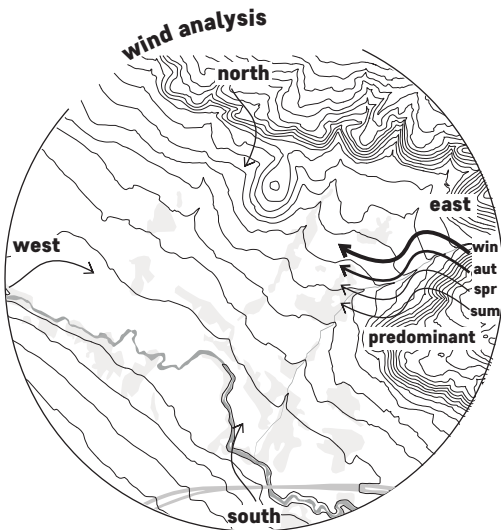 wind analysis
north
east
west
win
aut
spr
sum
predominant
south